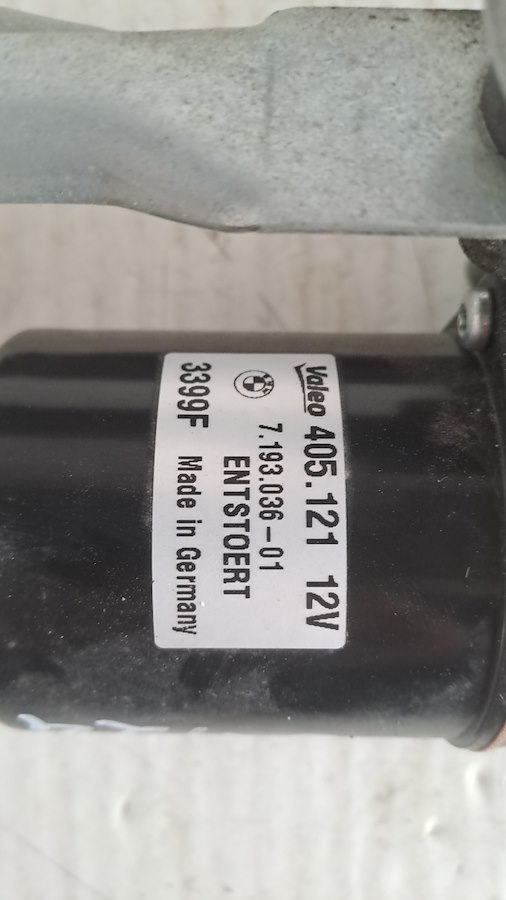 Valeo 405.121 12V
7.193.036-01
ENTSTOERT
3399F Made in Germany